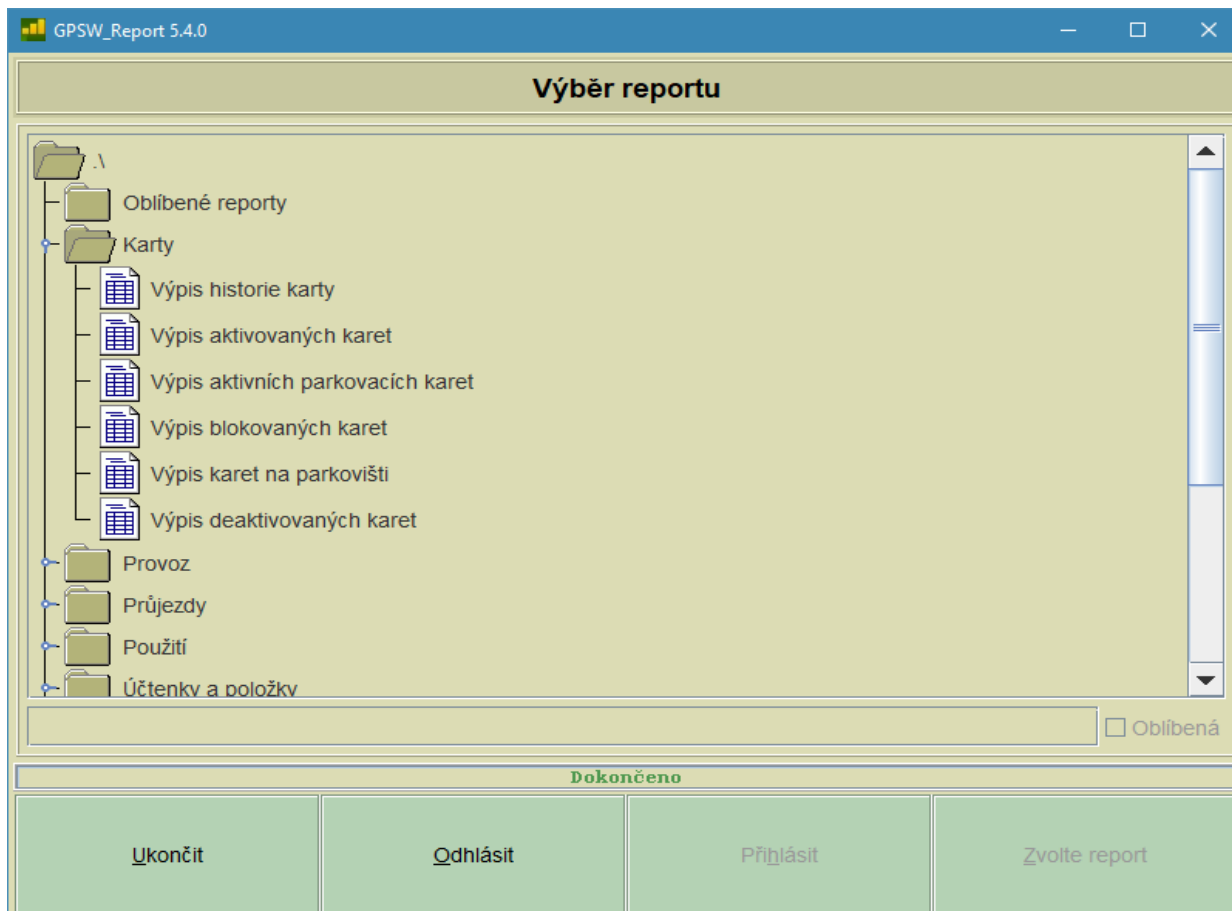 GPSW_Report 5.4.0
Výběr reportu
.\
Oblíbené reporty
Karty
Výpis historie karty
Výpis aktivovaných karet
Výpis aktivních parkovacích karet
Výpis blokovaných karet
Výpis karet na parkovišti
Výpis deaktivovaných karet
Provoz
Průjezdy
Použití
Účtenky a položky
Oblíbená
Dokončeno
Ukončit
Odhlásit
Přihlásit
Zvolte report